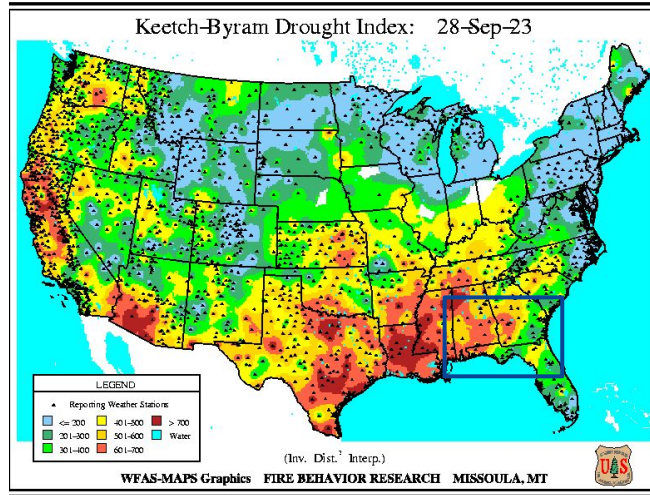 Keetch-Byram Drought Index: 28-Sep-23
LEGEND
Reporting Weather Stations
<= 200
401-500
> 700
201-300
501-600
Water
301-400
601-700
(Inv. Dist.² Interp.)
WFAS-MAPS Graphics FIRE BEHAVIOR RESEARCH MISSOULA, MT
U S